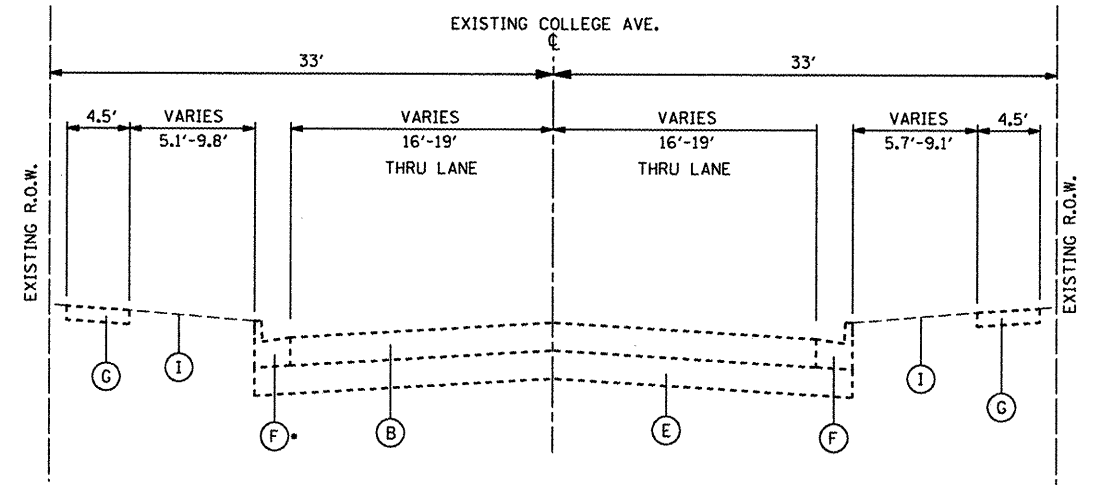 EXISTING COLLEGE AVE.
℄
33' 33'
4.5' VARIES VARIES VARIES VARIES 4.5'
5.1'-9.8' 16'-19' 16'-19' 5.7'-9.1'
THRU LANE THRU LANE
EXISTING R.O.W.
EXISTING R.O.W.
G I I G
F* B E F